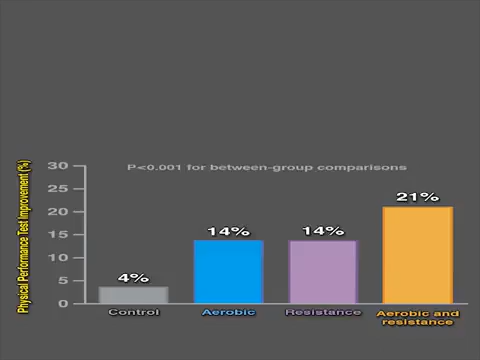 Physical Performance Test Improvement (%)
30
25
20
15
10
5
0
P<0.001 for between-group comparisons
4%
14%
14%
21%
Control
Aerobic
Resistance
Aerobic and
resistance